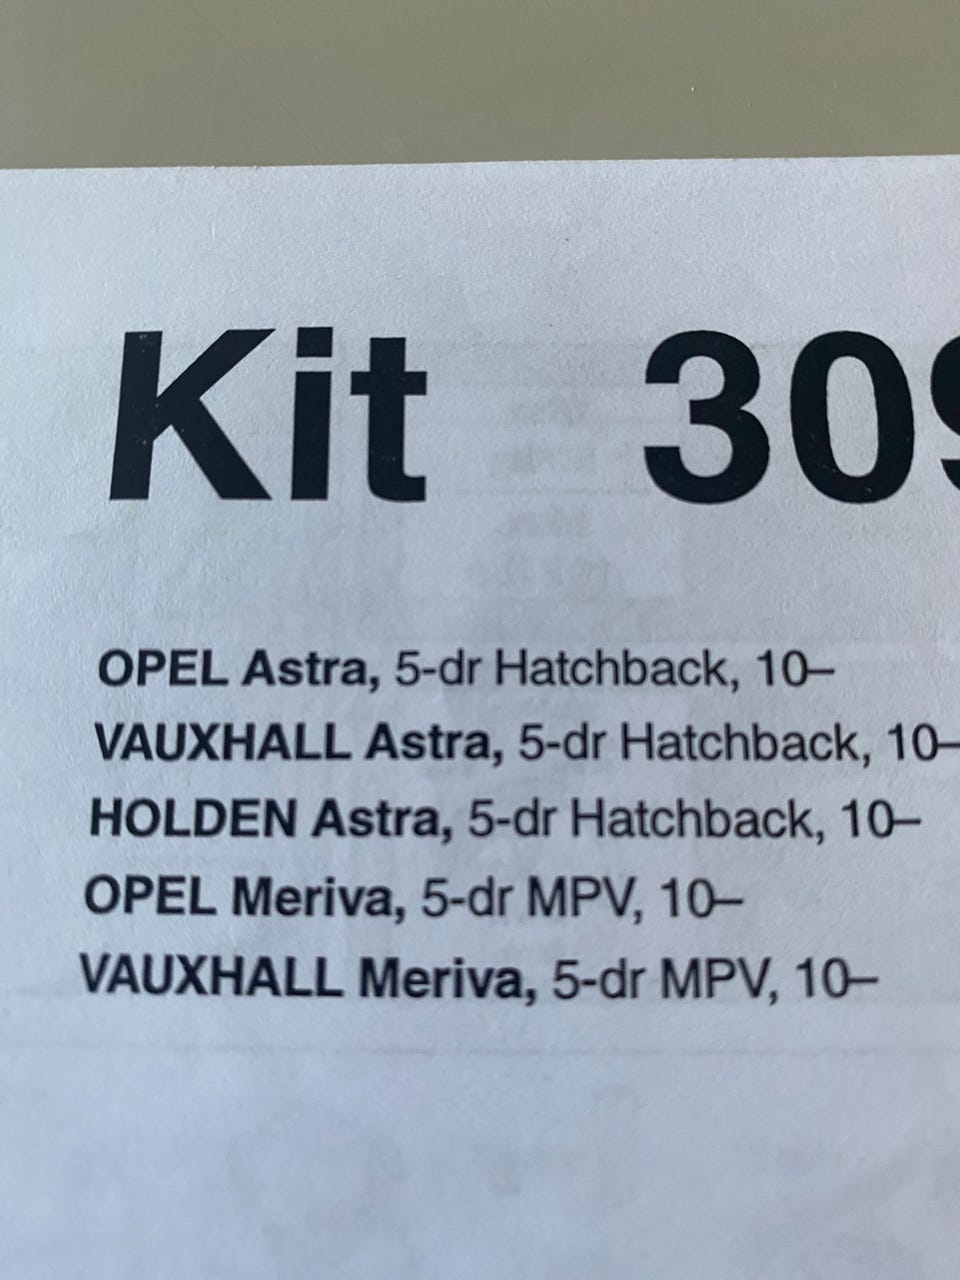 Kit 309
OPEL Astra, 5-dr Hatchback, 10–
VAUXHALL Astra, 5-dr Hatchback, 10–
HOLDEN Astra, 5-dr Hatchback, 10–
OPEL Meriva, 5-dr MPV, 10–
VAUXHALL Meriva, 5-dr MPV, 10–